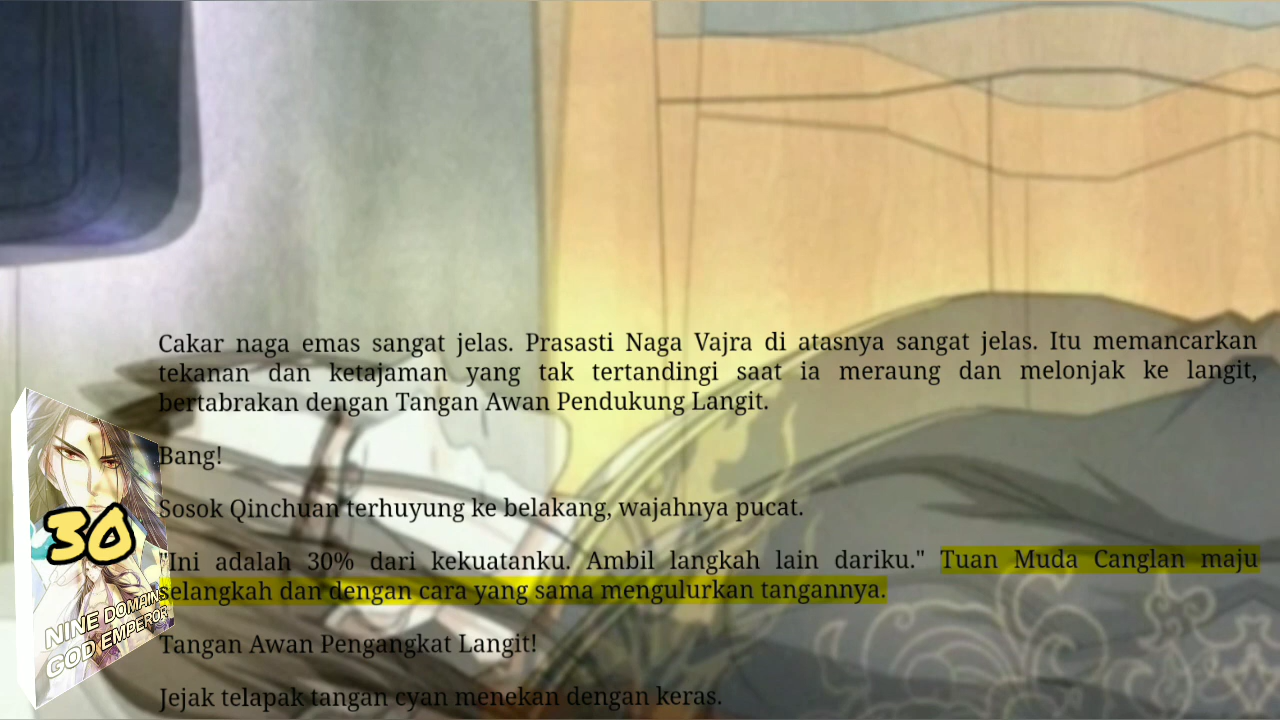 Cakar naga emas sangat jelas. Prasasti Naga Vajra di atasnya sangat jelas. Itu memancarkan
tekanan dan ketajaman yang tak tertandingi saat ia meraung dan melonjak ke langit,
bertabrakan dengan Tangan Awan Pendukung Langit.
Bang!
Sosok Qinchuan terhuyung ke belakang, wajahnya pucat.
"Ini adalah 30% dari kekuatanku. Ambil langkah lain dariku." Tuan Muda Canglan maju
selangkah dan dengan cara yang sama mengulurkan tangannya.
Tangan Awan Pengangkat Langit!
Jejak telapak tangan cyan menekan dengan keras.
30
NINE DOMAINS
GOD EMPEROR